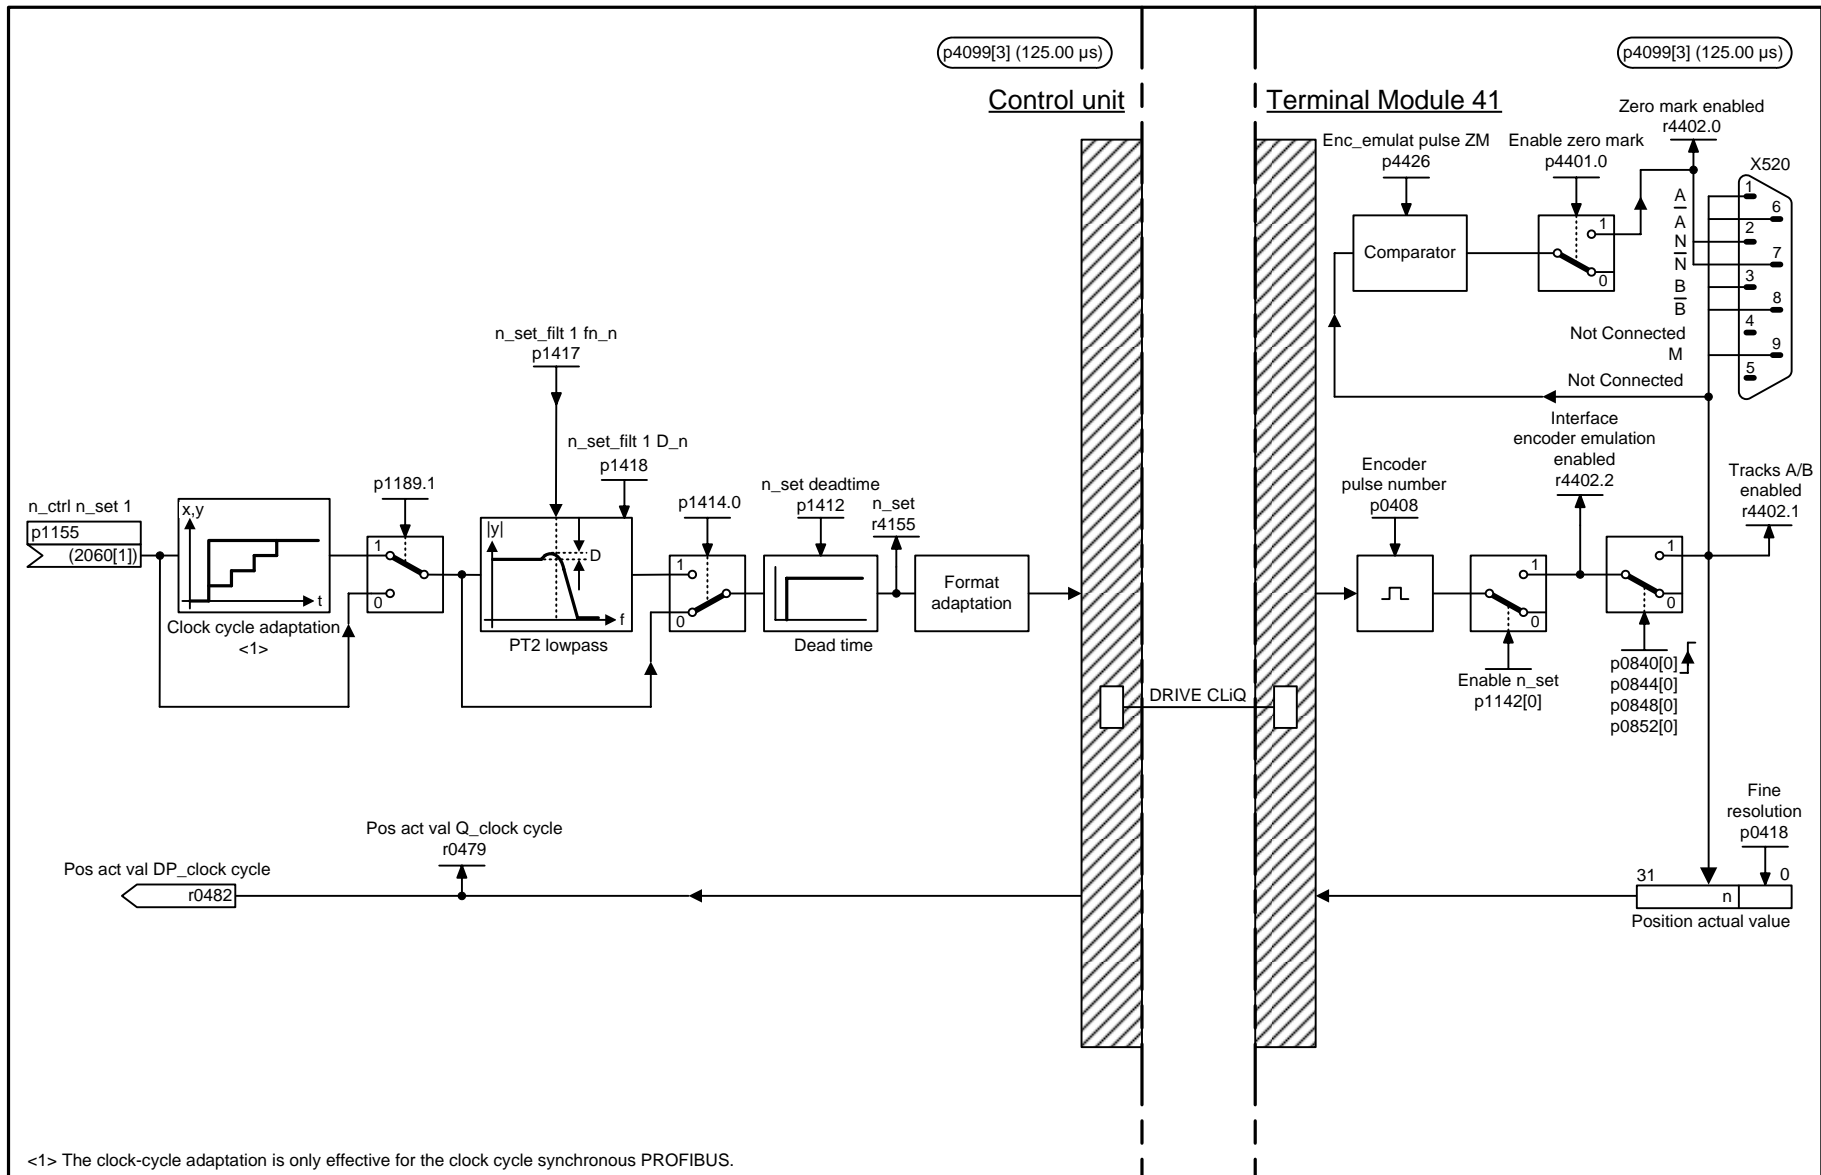 p4099[3] (125.00 µs)
p4099[3] (125.00 µs)
Control unit
Terminal Module 41
Zero mark enabled
r4402.0
Enc_emulat pulse ZM
p4426
Enable zero mark
p4401.0
X520
Comparator
1
0
A
A
N
N
B
B
Not Connected
M
Not Connected
1
6
2
7
3
8
4
9
5
n_set_filt 1 fn_n
p1417
n_set_filt 1 D_n
p1418
n_ctrl n_set 1
p1155
(2060[1])
x,y
t
Clock cycle adaptation
<1>
p1189.1
1
0
|y|
D
f
PT2 lowpass
p1414.0
1
0
n_set deadtime
p1412
Dead time
n_set
r4155
Format
adaptation
Encoder
pulse number
p0408
Interface
encoder emulation
enabled
r4402.2
1
0
Enable n_set
p1142[0]
1
0
p0840[0]
p0844[0]
p0848[0]
p0852[0]
Tracks A/B
enabled
r4402.1
DRIVE CLiQ
Pos act val DP_clock cycle
r0482
Pos act val Q_clock cycle
r0479
Fine
resolution
p0418
31
0
n
Position actual value
<1> The clock-cycle adaptation is only effective for the clock cycle synchronous PROFIBUS.